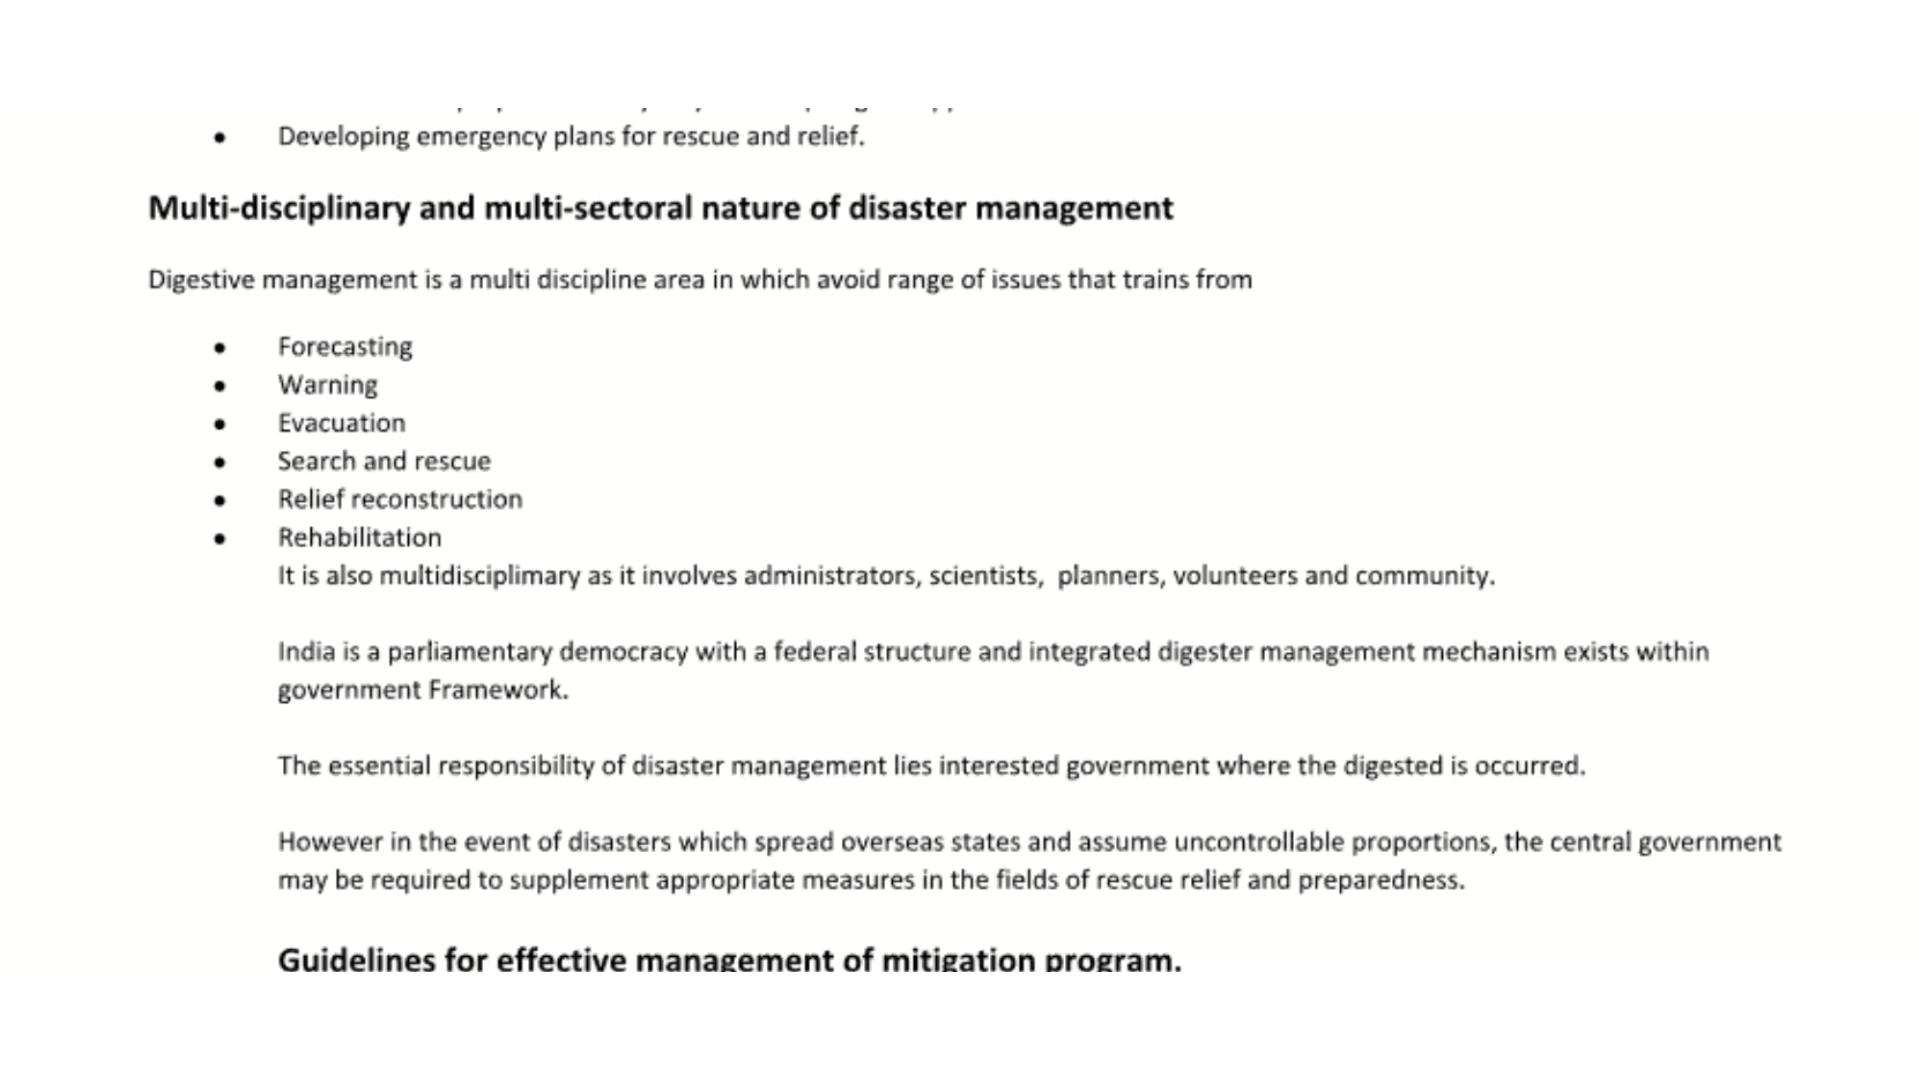 • Developing emergency plans for rescue and relief.
Multi-disciplinary and multi-sectoral nature of disaster management
Digestive management is a multi discipline area in which avoid range of issues that trains from
• Forecasting
• Warning
• Evacuation
• Search and rescue
• Relief reconstruction
• Rehabilitation
It is also multidisciplimary as it involves administrators, scientists,  planners, volunteers and community.
India is a parliamentary democracy with a federal structure and integrated digester management mechanism exists within
government Framework.
The essential responsibility of disaster management lies interested government where the digested is occurred.
However in the event of disasters which spread overseas states and assume uncontrollable proportions, the central government
may be required to supplement appropriate measures in the fields of rescue relief and preparedness.
Guidelines for effective management of mitigation program.